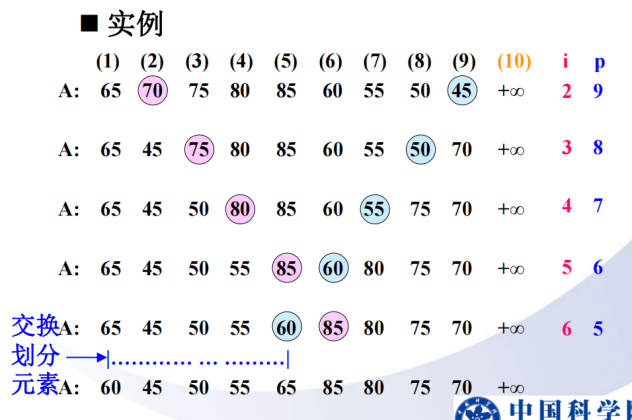 ■ 实例
(1) (2) (3) (4) (5) (6) (7) (8) (9) (10) i p
A: 65 70 75 80 85 60 55 50 45 +∞ 2 9
A: 65 45 75 80 85 60 55 50 70 +∞ 3 8
A: 65 45 50 80 85 60 55 75 70 +∞ 4 7
A: 65 45 50 55 85 60 80 75 70 +∞ 5 6
A: 65 45 50 55 60 85 80 75 70 +∞ 6 5
交换
划分
元素
A: 60 45 50 55 65 85 80 75 70 +∞
中国科学